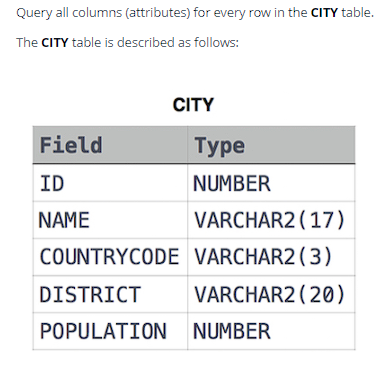 Query all columns (attributes) for every row in the CITY table.
The CITY table is described as follows:
CITY
Field Type
ID NUMBER
NAME VARCHAR2(17)
COUNTRYCODE VARCHAR2(3)
DISTRICT VARCHAR2(20)
POPULATION NUMBER